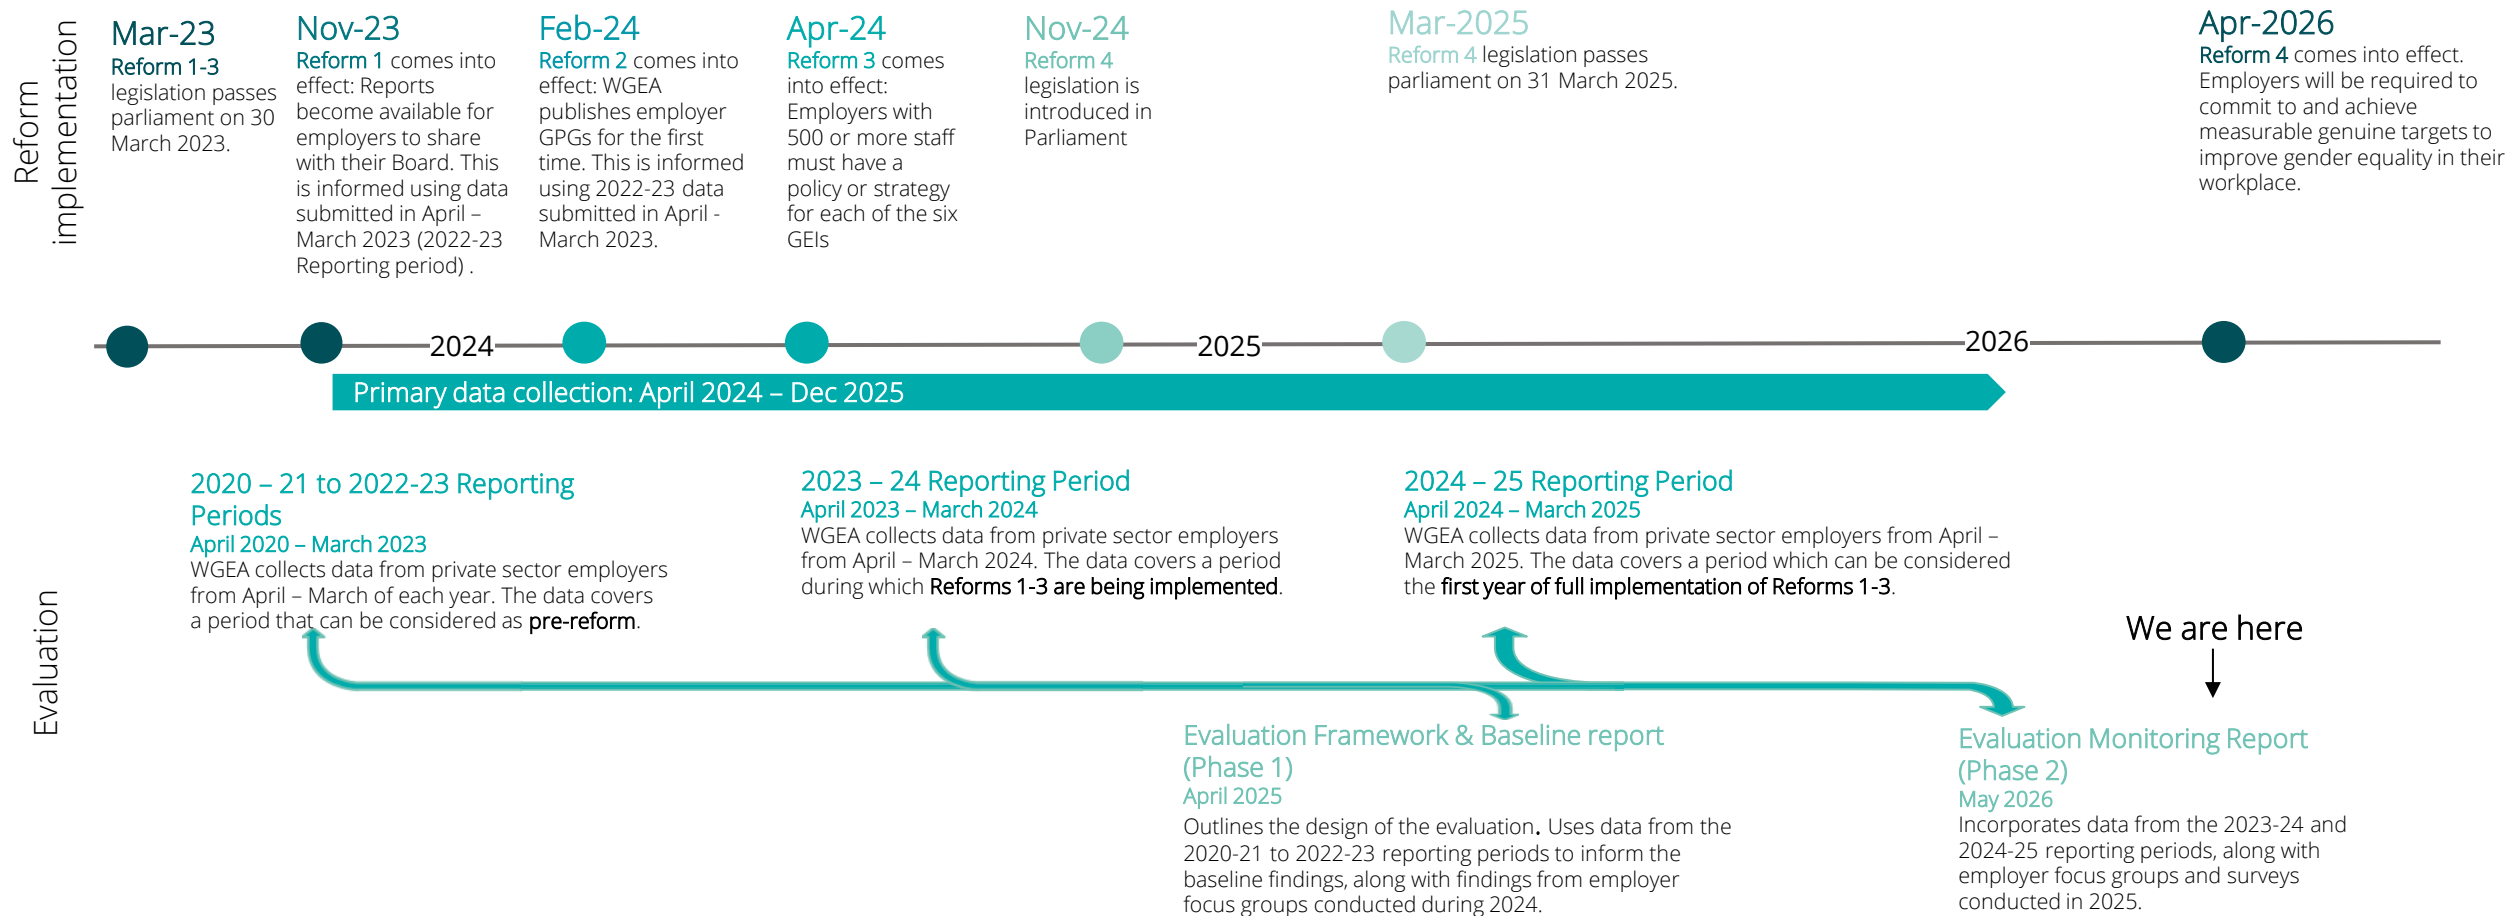 Reform
implementation
Mar-23
Reform 1-3
legislation passes
parliament on 30
March 2023.
Nov-23
Reform 1 comes into
effect: Reports
become available for
employers to share
with their Board. This
is informed using data
submitted in April –
March 2023 (2022-23
Reporting period) .
Feb-24
Reform 2 comes into
effect: WGEA
publishes employer
GPGs for the first
time. This is informed
using 2022-23 data
submitted in April -
March 2023.
Apr-24
Reform 3 comes
into effect:
Employers with
500 or more staff
must have a
policy or strategy
for each of the six
GEIs
Nov-24
Reform 4
legislation is
introduced in
Parliament
Mar-2025
Reform 4 legislation passes
parliament on 31 March 2025.
Apr-2026
Reform 4 comes into effect.
Employers will be required to
commit to and achieve
measurable genuine targets to
improve gender equality in their
workplace.
2024
2025
2026
Primary data collection: April 2024 – Dec 2025
Evaluation
2020 – 21 to 2022-23 Reporting
Periods
April 2020 – March 2023
WGEA collects data from private sector employers
from April – March of each year. The data covers
a period that can be considered as pre-reform.
2023 – 24 Reporting Period
April 2023 – March 2024
WGEA collects data from private sector employers
from April – March 2024. The data covers a period
during which Reforms 1-3 are being implemented.
2024 – 25 Reporting Period
April 2024 – March 2025
WGEA collects data from private sector employers from April –
March 2025. The data covers a period which can be considered
the first year of full implementation of Reforms 1-3.
We are here
Evaluation Framework & Baseline report
(Phase 1)
April 2025
Outlines the design of the evaluation. Uses data from the
2020-21 to 2022-23 reporting periods to inform the
baseline findings, along with findings from employer
focus groups conducted during 2024.
Evaluation Monitoring Report
(Phase 2)
May 2026
Incorporates data from the 2023-24 and
2024-25 reporting periods, along with
employer focus groups and surveys
conducted in 2025.